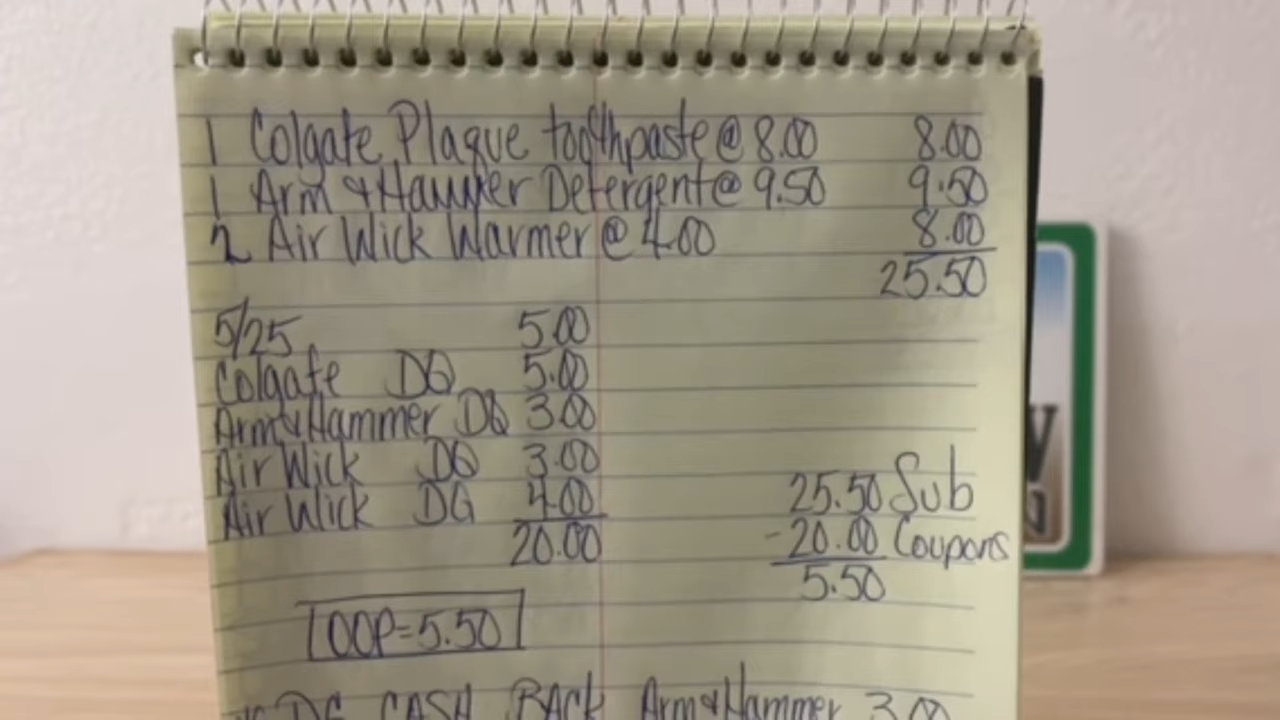 1 Colgate Plaque toothpaste @ 8.00 8.00
1 Arm & Hammer Detergent @ 9.50 9.50
2 Air Wick Warmer @ 4.00 8.00
25.50
5/25 5.00
Colgate DG 5.00
Arm & Hammer DG 3.00
Air Wick DG 3.00
Air Wick DG 4.00
20.00
25.50 Sub
-20.00 Coupons
5.50
OOP=5.50
DG CASH BACK Arm & Hammer 3.00